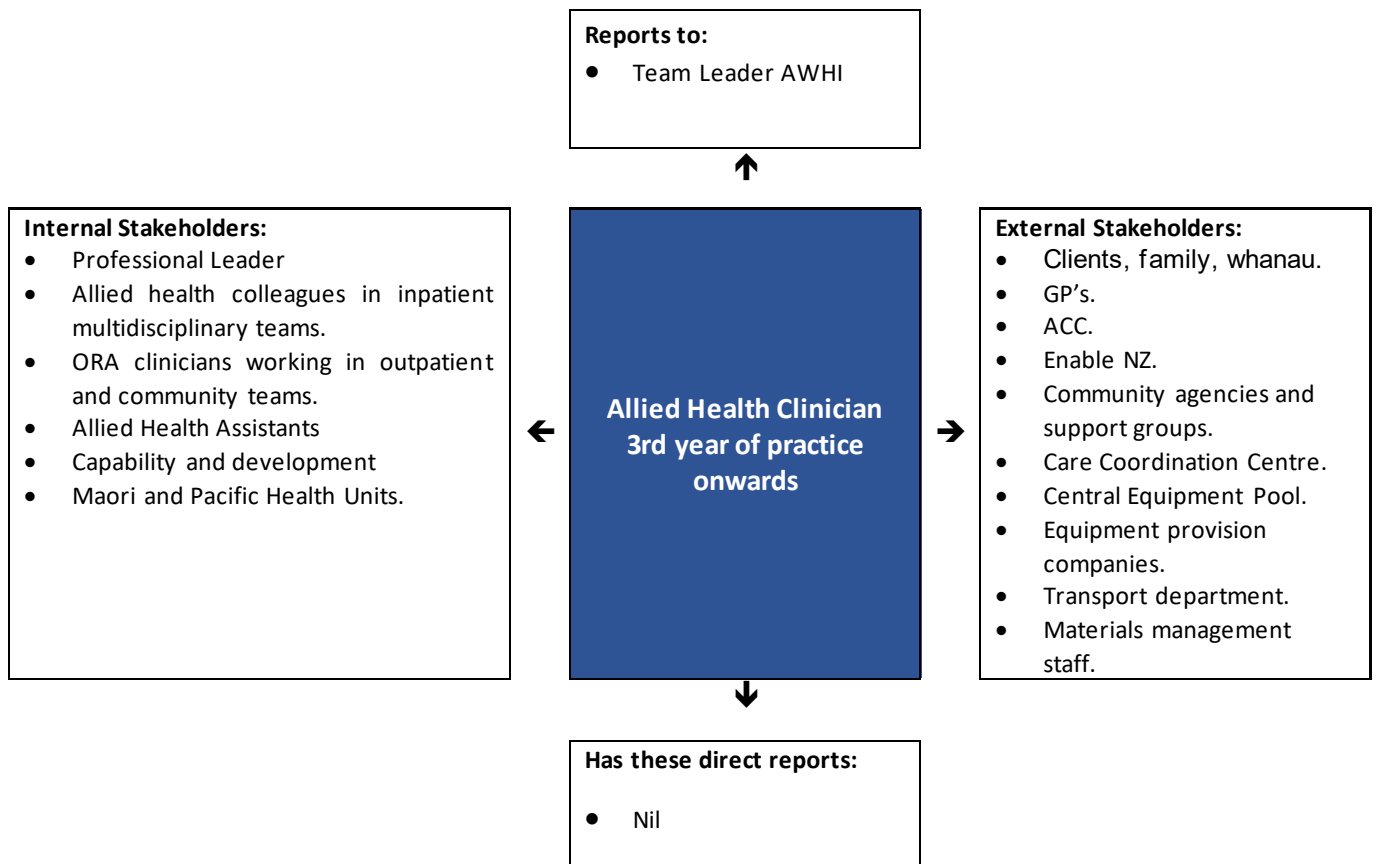 Reports to:
● Team Leader AWHI
🡹
Internal Stakeholders:
• Professional Leader
• Allied health colleagues in inpatient
multidisciplinary teams.
• ORA clinicians working in outpatient
and community teams.
• Allied Health Assistants
• Capability and development
• Maori and Pacific Health Units.
🡸
Allied Health Clinician
3rd year of practice
onwards
🡺
External Stakeholders:
• Clients, family, whanau.
• GP's.
• ACC.
• Enable NZ.
• Community agencies and
support groups.
• Care Coordination Centre.
• Central Equipment Pool.
• Equipment provision
companies.
• Transport department.
• Materials management
staff.
🡻
Has these direct reports:
● Nil